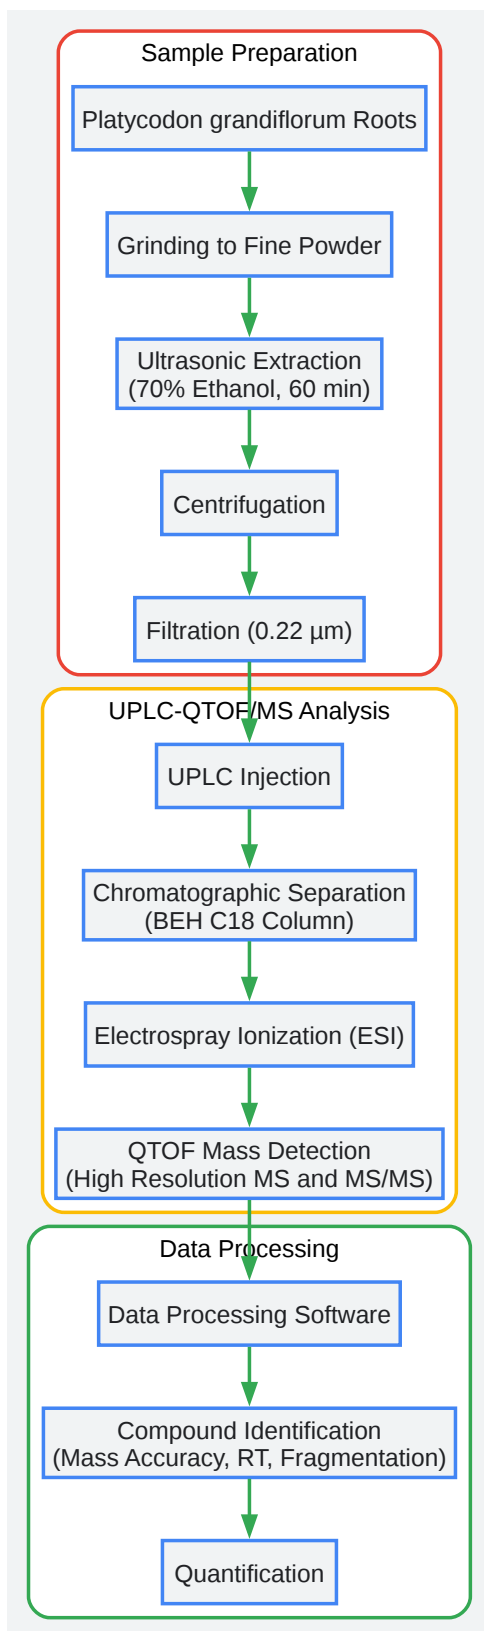 Sample Preparation
Platycodon grandiflorum Roots
Grinding to Fine Powder
Ultrasonic Extraction
(70% Ethanol, 60 min)
Centrifugation
Filtration (0.22 µm)
UPLC-QTOF/MS Analysis
UPLC Injection
Chromatographic Separation
(BEH C18 Column)
Electrospray Ionization (ESI)
QTOF Mass Detection
(High Resolution MS and MS/MS)
Data Processing
Data Processing Software
Compound Identification
(Mass Accuracy, RT, Fragmentation)
Quantification